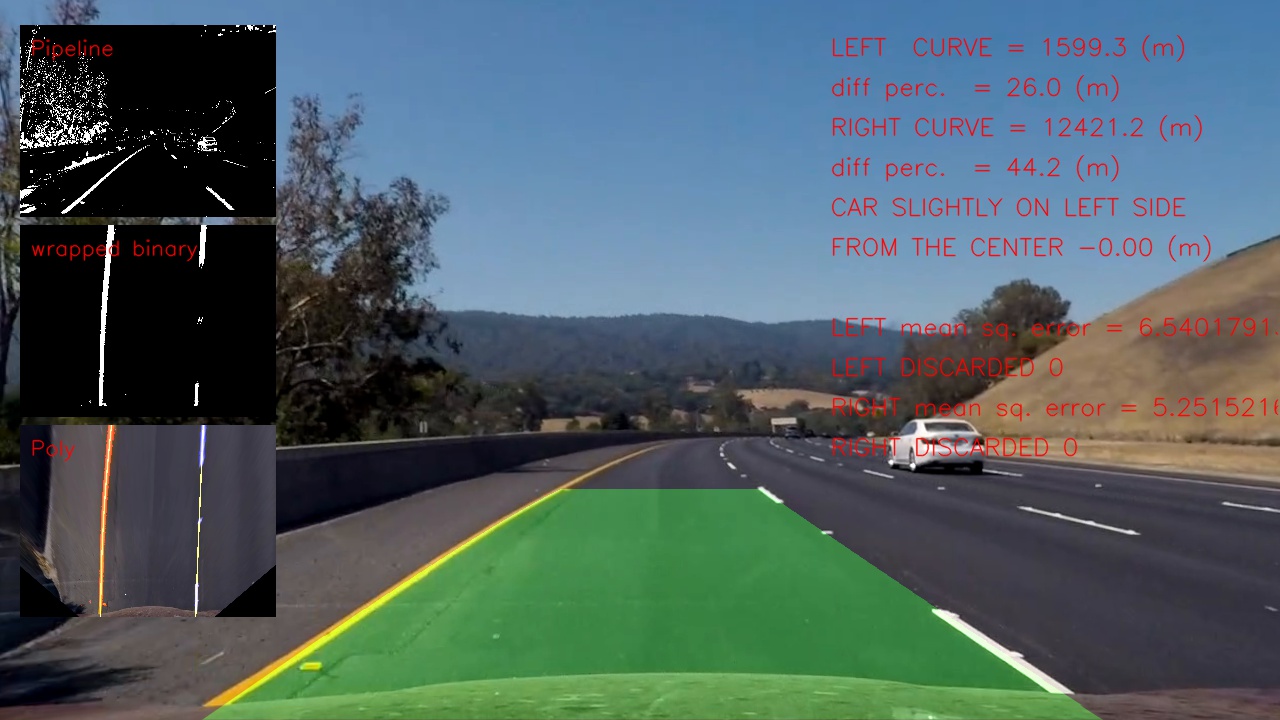 Pipeline
wrapped binary
Poly
LEFT CURVE = 1599.3 (m)
diff perc. = 26.0 (m)
RIGHT CURVE = 12421.2 (m)
diff perc. = 44.2 (m)
CAR SLIGHTLY ON LEFT SIDE
FROM THE CENTER -0.00 (m)
LEFT mean sq. error = 6.5401791
LEFT DISCARDED 0
RIGHT mean sq. error = 5.2515216
RIGHT DISCARDED 0